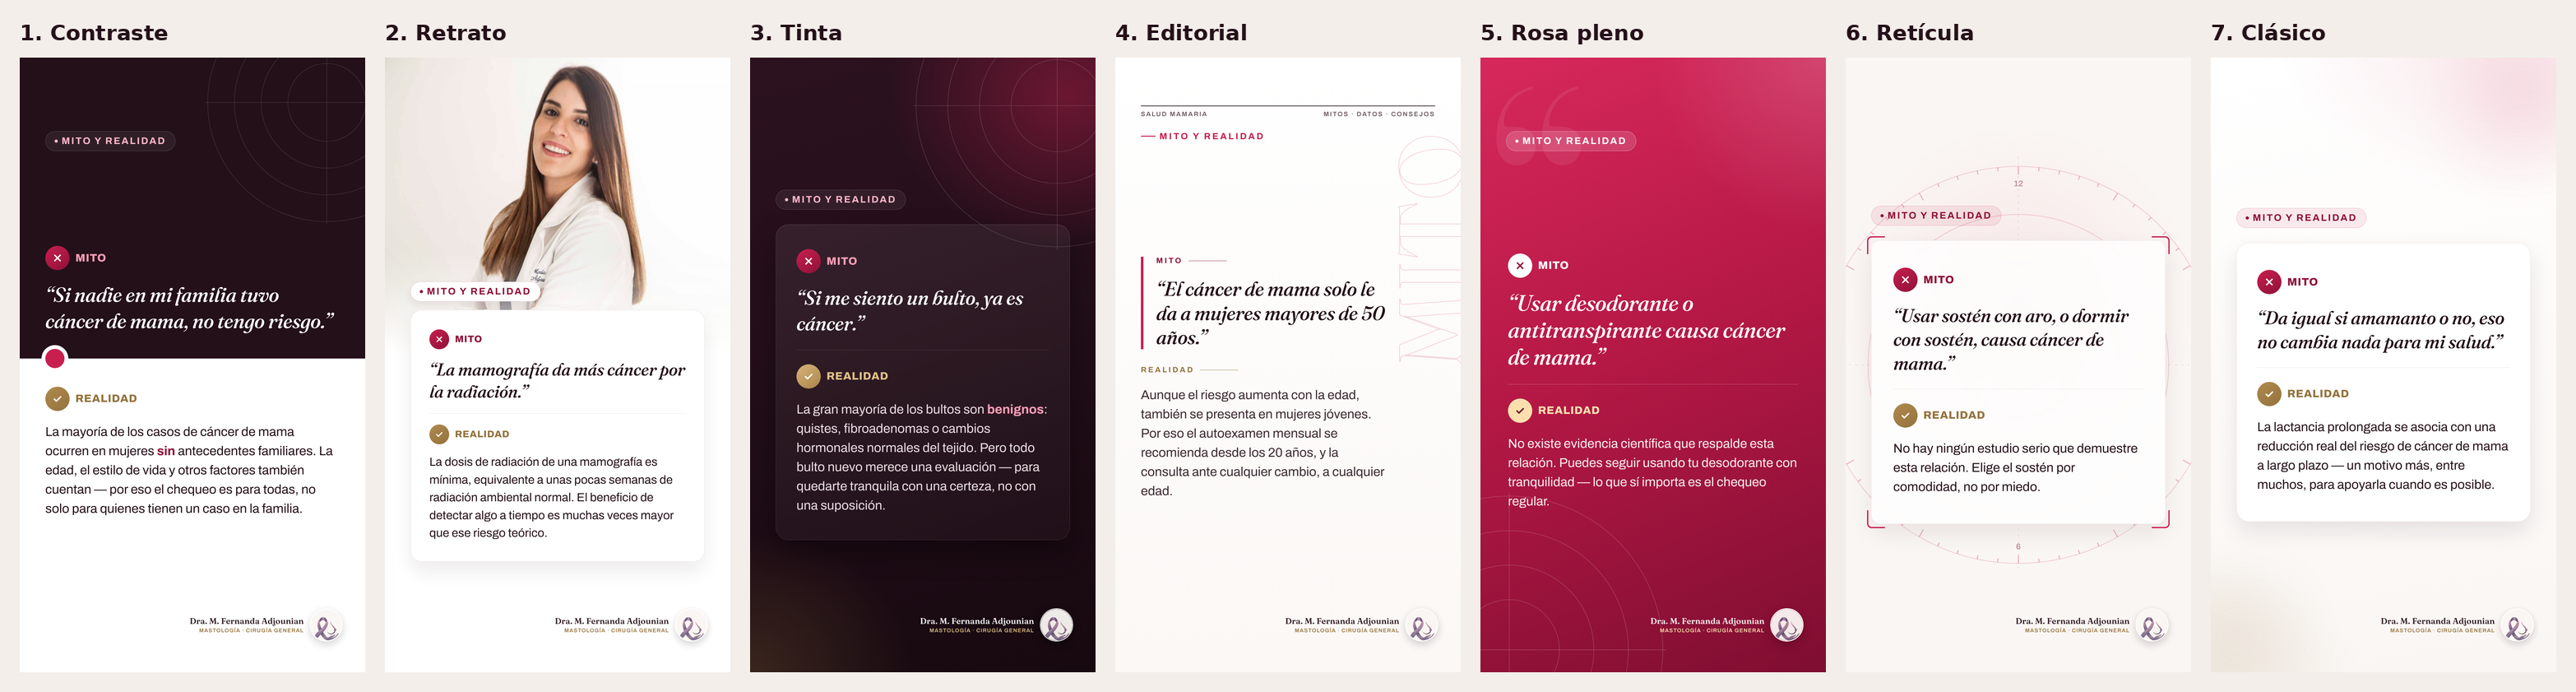 1. Contraste
• MITO Y REALIDAD
MITO
“Si nadie en mi familia tuvo
cáncer de mama, no tengo riesgo.”
REALIDAD
La mayoría de los casos de cáncer de mama
ocurren en mujeres sin antecedentes familiares. La
edad, el estilo de vida y otros factores también
cuentan — por eso el chequeo es para todas, no
solo para quienes tienen un caso en la familia.
Dra. M. Fernanda Adjounian
MASTOLOGÍA · CIRUGÍA GENERAL
2. Retrato
• MITO Y REALIDAD
MITO
“La mamografía da más cáncer por
la radiación.”
REALIDAD
La dosis de radiación de una mamografía es
mínima, equivalente a unas pocas semanas de
radiación ambiental normal. El beneficio de
detectar algo a tiempo es muchas veces mayor
que ese riesgo teórico.
Dra. M. Fernanda Adjounian
MASTOLOGÍA · CIRUGÍA GENERAL
3. Tinta
• MITO Y REALIDAD
MITO
“Si me siento un bulto, ya es
cáncer.”
REALIDAD
La gran mayoría de los bultos son benignos:
quistes, fibroadenomas o cambios
hormonales normales del tejido. Pero todo
bulto nuevo merece una evaluación — para
quedarte tranquila con una certeza, no con
una suposición.
Dra. M. Fernanda Adjounian
MASTOLOGÍA · CIRUGÍA GENERAL
4. Editorial
SALUD MAMARIA
MITOS · DATOS · CONSEJOS
MITO Y REALIDAD
MITO
MITO
“El cáncer de mama solo le
da a mujeres mayores de 50
años.”
REALIDAD
Aunque el riesgo aumenta con la edad,
también se presenta en mujeres jóvenes.
Por eso el autoexamen mensual se
recomienda desde los 20 años, y la
consulta ante cualquier cambio, a cualquier
edad.
Dra. M. Fernanda Adjounian
MASTOLOGÍA · CIRUGÍA GENERAL
5. Rosa pleno
“
• MITO Y REALIDAD
MITO
“Usar desodorante o
antitranspirante causa cáncer
de mama.”
REALIDAD
No existe evidencia científica que respalde esta
relación. Puedes seguir usando tu desodorante con
tranquilidad — lo que sí importa es el chequeo
regular.
Dra. M. Fernanda Adjounian
MASTOLOGÍA · CIRUGÍA GENERAL
6. Retícula
12
• MITO Y REALIDAD
MITO
“Usar sostén con aro, o dormir
con sostén, causa cáncer de
mama.”
REALIDAD
No hay ningún estudio serio que demuestre
esta relación. Elige el sostén por
comodidad, no por miedo.
6
Dra. M. Fernanda Adjounian
MASTOLOGÍA · CIRUGÍA GENERAL
7. Clásico
• MITO Y REALIDAD
MITO
“Da igual si amamanto o no, eso
no cambia nada para mi salud.”
REALIDAD
La lactancia prolongada se asocia con una
reducción real del riesgo de cáncer de mama
a largo plazo — un motivo más, entre
muchos, para apoyarla cuando es posible.
Dra. M. Fernanda Adjounian
MASTOLOGÍA · CIRUGÍA GENERAL